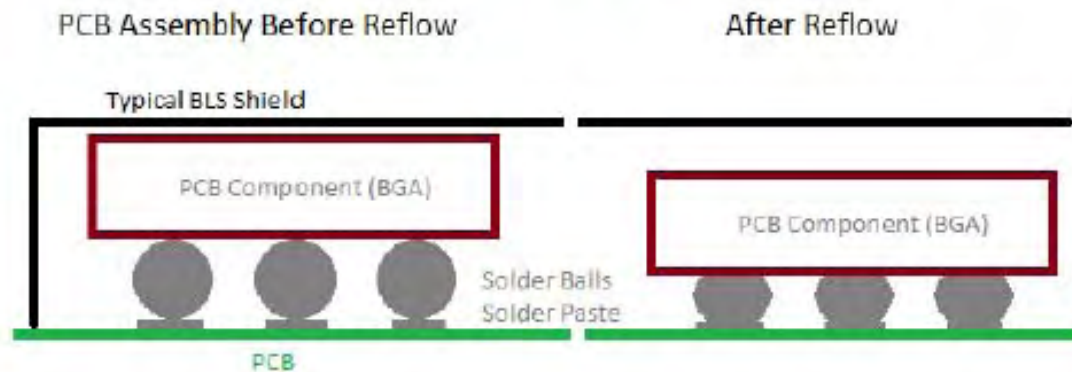 PCB Assembly Before Reflow
After Reflow
Typical BLS Shield
PCB Component (BGA)
PCB Component (BGA)
Solder Balls
Solder Paste
PCB